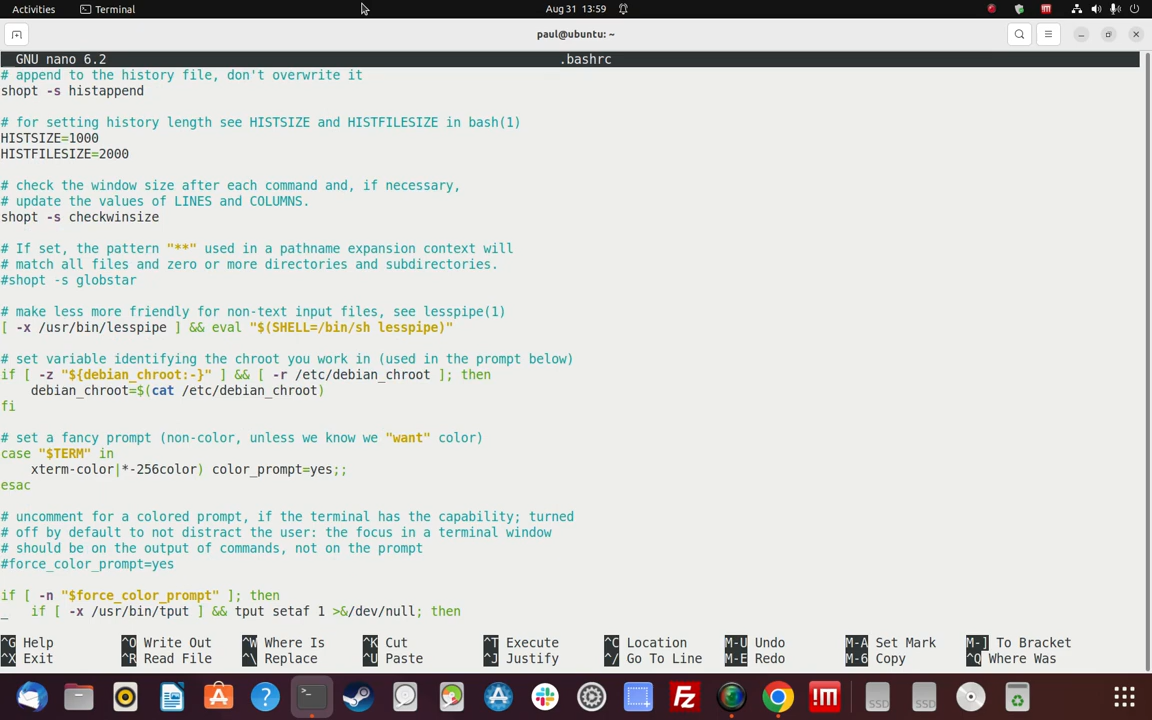 Activities
Terminal
Aug 31 13:59
paul@ubuntu: ~
GNU nano 6.2
.bashrc
# append to the history file, don't overwrite it
shopt -s histappend
# for setting history length see HISTSIZE and HISTFILESIZE in bash(1)
HISTSIZE=1000
HISTFILESIZE=2000
# check the window size after each command and, if necessary,
# update the values of LINES and COLUMNS.
shopt -s checkwinsize
# If set, the pattern "**" used in a pathname expansion context will
# match all files and zero or more directories and subdirectories.
#shopt -s globstar
# make less more friendly for non-text input files, see lesspipe(1)
[ -x /usr/bin/lesspipe ] && eval "$(SHELL=/bin/sh lesspipe)"
# set variable identifying the chroot you work in (used in the prompt below)
if [ -z "${debian_chroot:-}" ] && [ -r /etc/debian_chroot ]; then
    debian_chroot=$(cat /etc/debian_chroot)
fi
# set a fancy prompt (non-color, unless we know we "want" color)
case "$TERM" in
    xterm-color|*-256color) color_prompt=yes;;
esac
# uncomment for a colored prompt, if the terminal has the capability; turned
# off by default to not distract the user: the focus in a terminal window
# should be on the output of commands, not on the prompt
#force_color_prompt=yes
if [ -n "$force_color_prompt" ]; then
    if [ -x /usr/bin/tput ] && tput setaf 1 >&/dev/null; then
^G Help ^O Write Out ^W Where Is ^K Cut ^T Execute ^C Location M-U Undo M-A Set Mark M-] To Bracket
^X Exit ^R Read File ^\ Replace ^U Paste ^J Justify ^/ Go To Line M-E Redo M-6 Copy ^Q Where Was